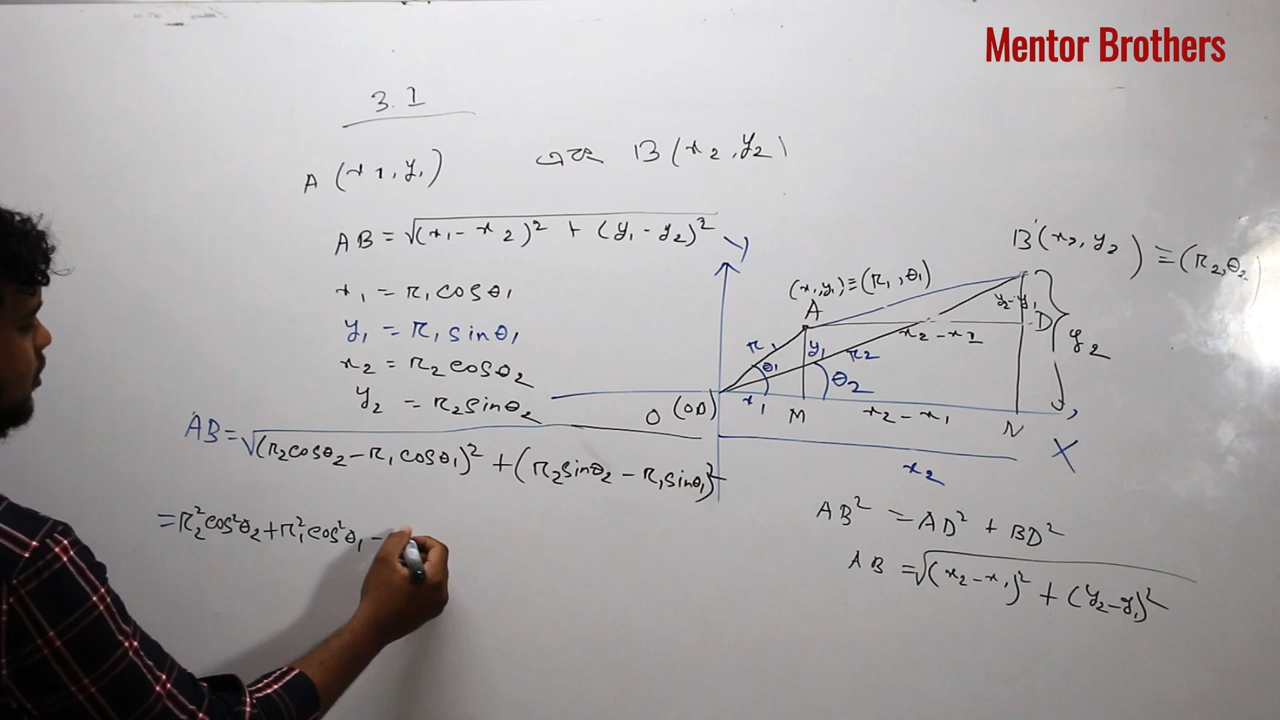 Mentor Brothers
3.1
A (x1, y1) এবং B (x2, y2)
AB = √(x1 - x2)² + (y1 - y2)²
x1 = r1 cosθ1
y1 = r1 sinθ1
x2 = r2 cosθ2
y2 = r2 sinθ2
AB = √(r2cosθ2 - r1 cosθ1)² + (r2sinθ2 - r1sinθ1)²
= r2²cos²θ2 + r1²cos²θ1 -
Y
B(x2, y2) ≡ (r2, θ2)
(x1, y1) ≡ (r1, θ1)
A
y2 - y1
D
x2 - x1
y2
r1
θ1
y1
r2
θ2
O (00)
x1
M
x2 - x1
N
X
x2
AB² = AD² + BD²
AB = √(x2 - x1)² + (y2 - y1)²